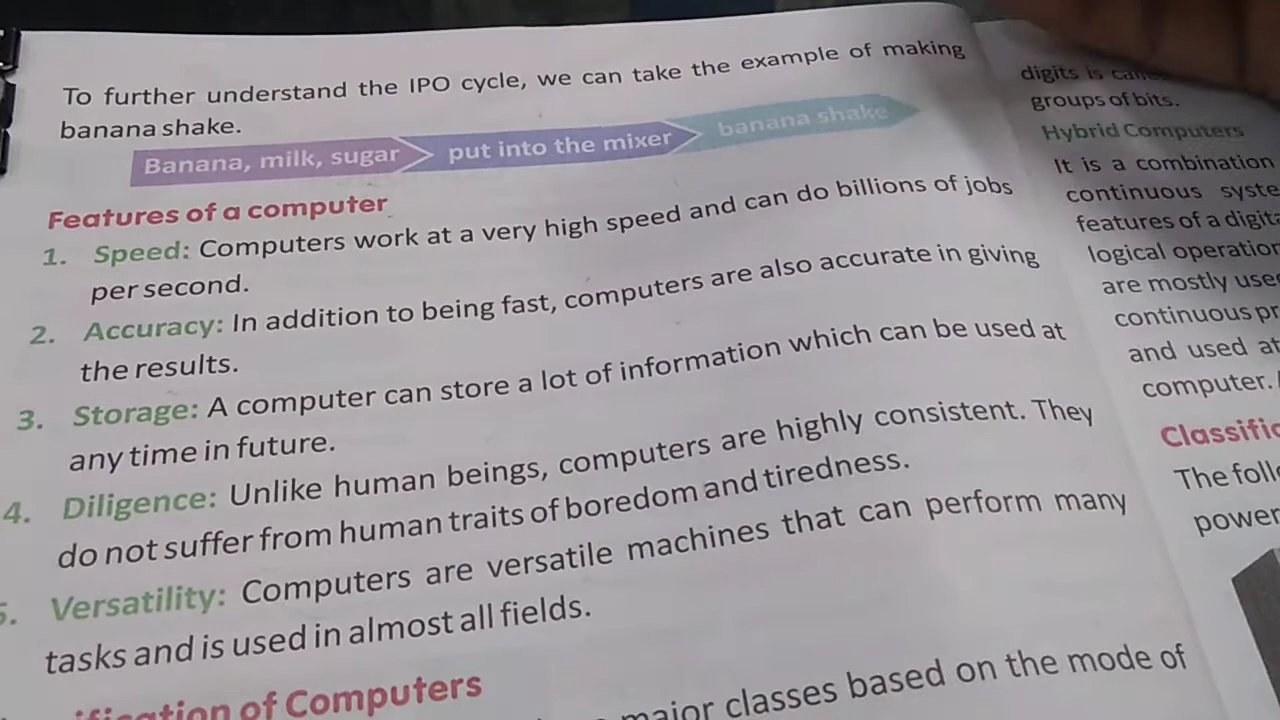 To further understand the IPO cycle, we can take the example of making
banana shake.
Banana, milk, sugar
put into the mixer
banana shake
Features of a computer
1. Speed: Computers work at a very high speed and can do billions of jobs
per second.
2. Accuracy: In addition to being fast, computers are also accurate in giving
the results.
3. Storage: A computer can store a lot of information which can be used at
any time in future.
4. Diligence: Unlike human beings, computers are highly consistent. They
do not suffer from human traits of boredom and tiredness.
5. Versatility: Computers are versatile machines that can perform many
tasks and is used in almost all fields.
of Computers
major classes based on the mode of
digits is
groups of bits.
Hybrid Computers
It is a combination
continuous
features of a
logical
are mostly
continuous
and used
computer.
The